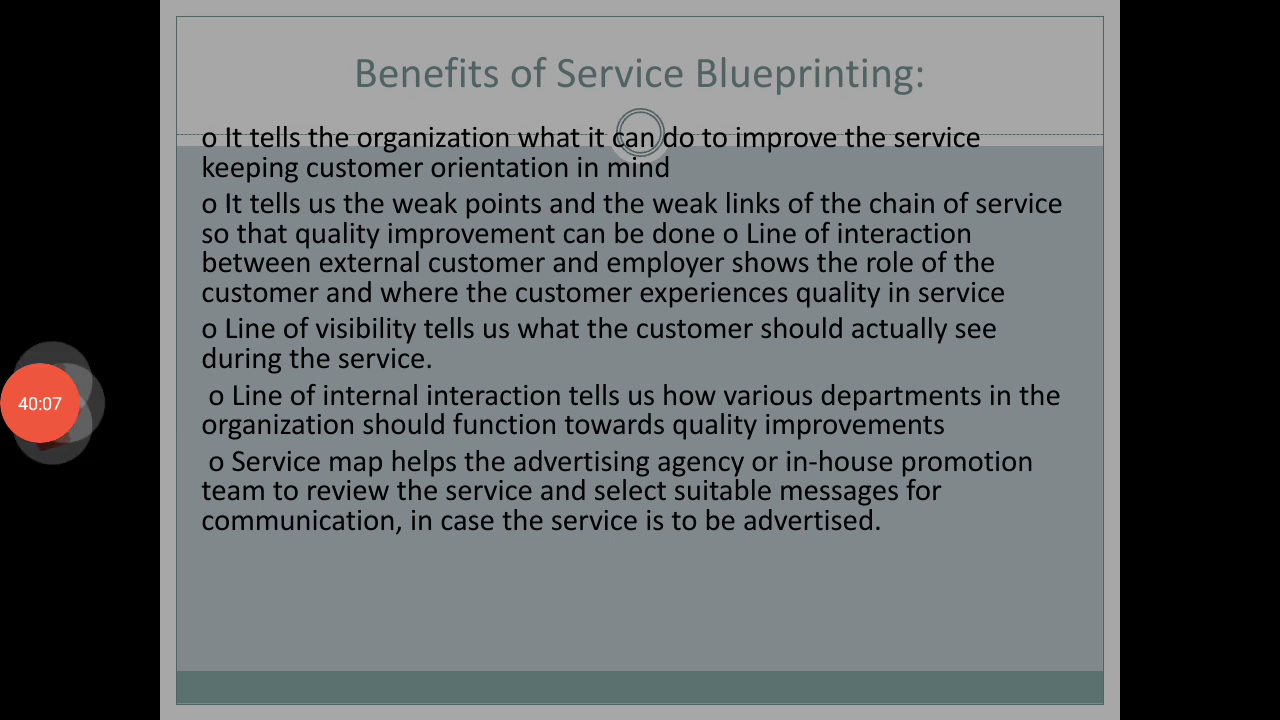 Benefits of Service Blueprinting:
o It tells the organization what it can do to improve the service
keeping customer orientation in mind
o It tells us the weak points and the weak links of the chain of service
so that quality improvement can be done o Line of interaction
between external customer and employer shows the role of the
customer and where the customer experiences quality in service
o Line of visibility tells us what the customer should actually see
during the service.
o Line of internal interaction tells us how various departments in the
organization should function towards quality improvements
o Service map helps the advertising agency or in-house promotion
team to review the service and select suitable messages for
communication, in case the service is to be advertised.
40:07